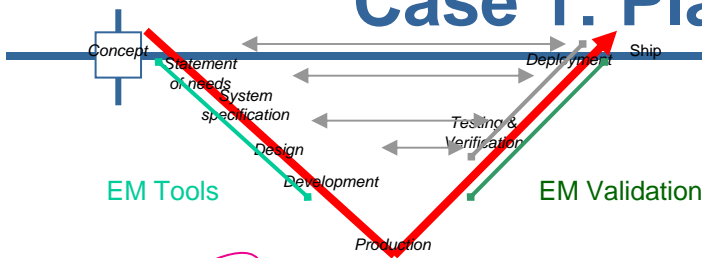 Case 1: Pla
Concept
Statement
of needs
System
specification
Design
Development
Production
Testing &
Verification
Deployment
Ship
EM Tools
EM Validation